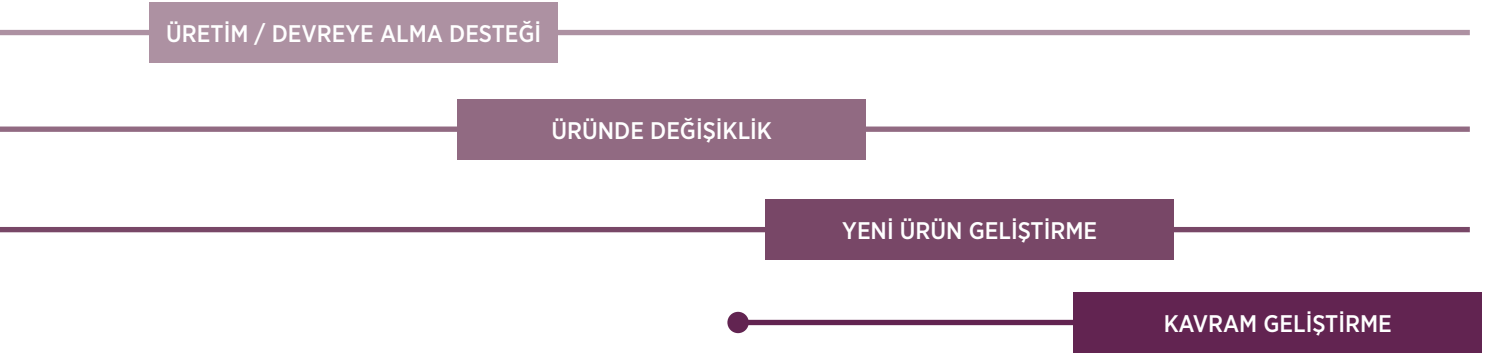 ÜRETİM / DEVREYE ALMA DESTEĞİ
ÜRÜNDE DEĞİŞİKLİK
YENİ ÜRÜN GELİŞTİRME
KAVRAM GELİŞTİRME